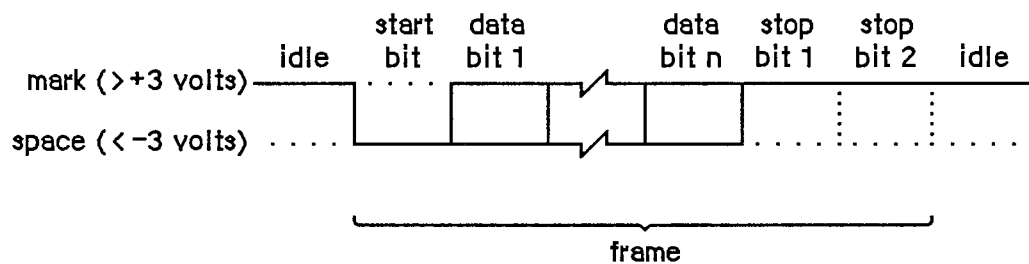 start data data stop stop
idle bit bit 1 bit n bit 1 bit 2 idle
mark (>+3 volts)
space (<-3 volts)
frame